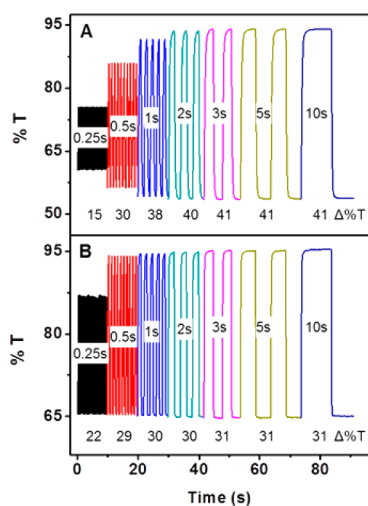 A
95
80
65
50
% T
0.25s
0.5s
1s
2s
3s
5s
10s
15 30 38 40 41 41 41 Δ%T
B
95
85
75
65
% T
0.25s
0.5s
1s
2s
3s
5s
10s
22 29 30 30 31 31 31 Δ%T
0 20 40 60 80
Time (s)